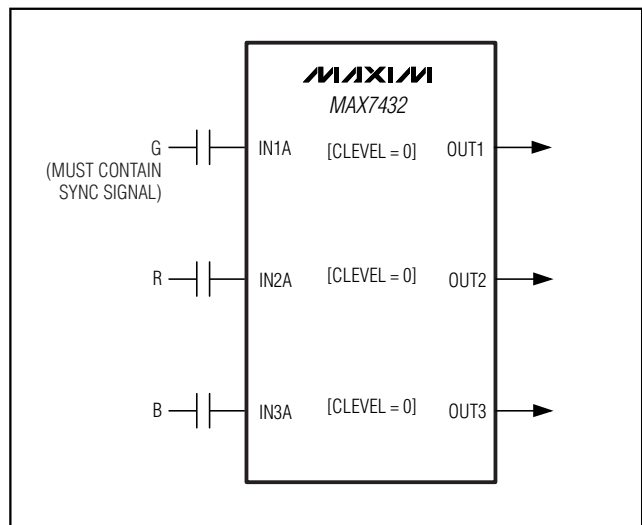 MAXIM
MAX7432
G
(MUST CONTAIN
SYNC SIGNAL)
IN1A
[CLEVEL = 0]
OUT1
R
IN2A
[CLEVEL = 0]
OUT2
B
IN3A
[CLEVEL = 0]
OUT3